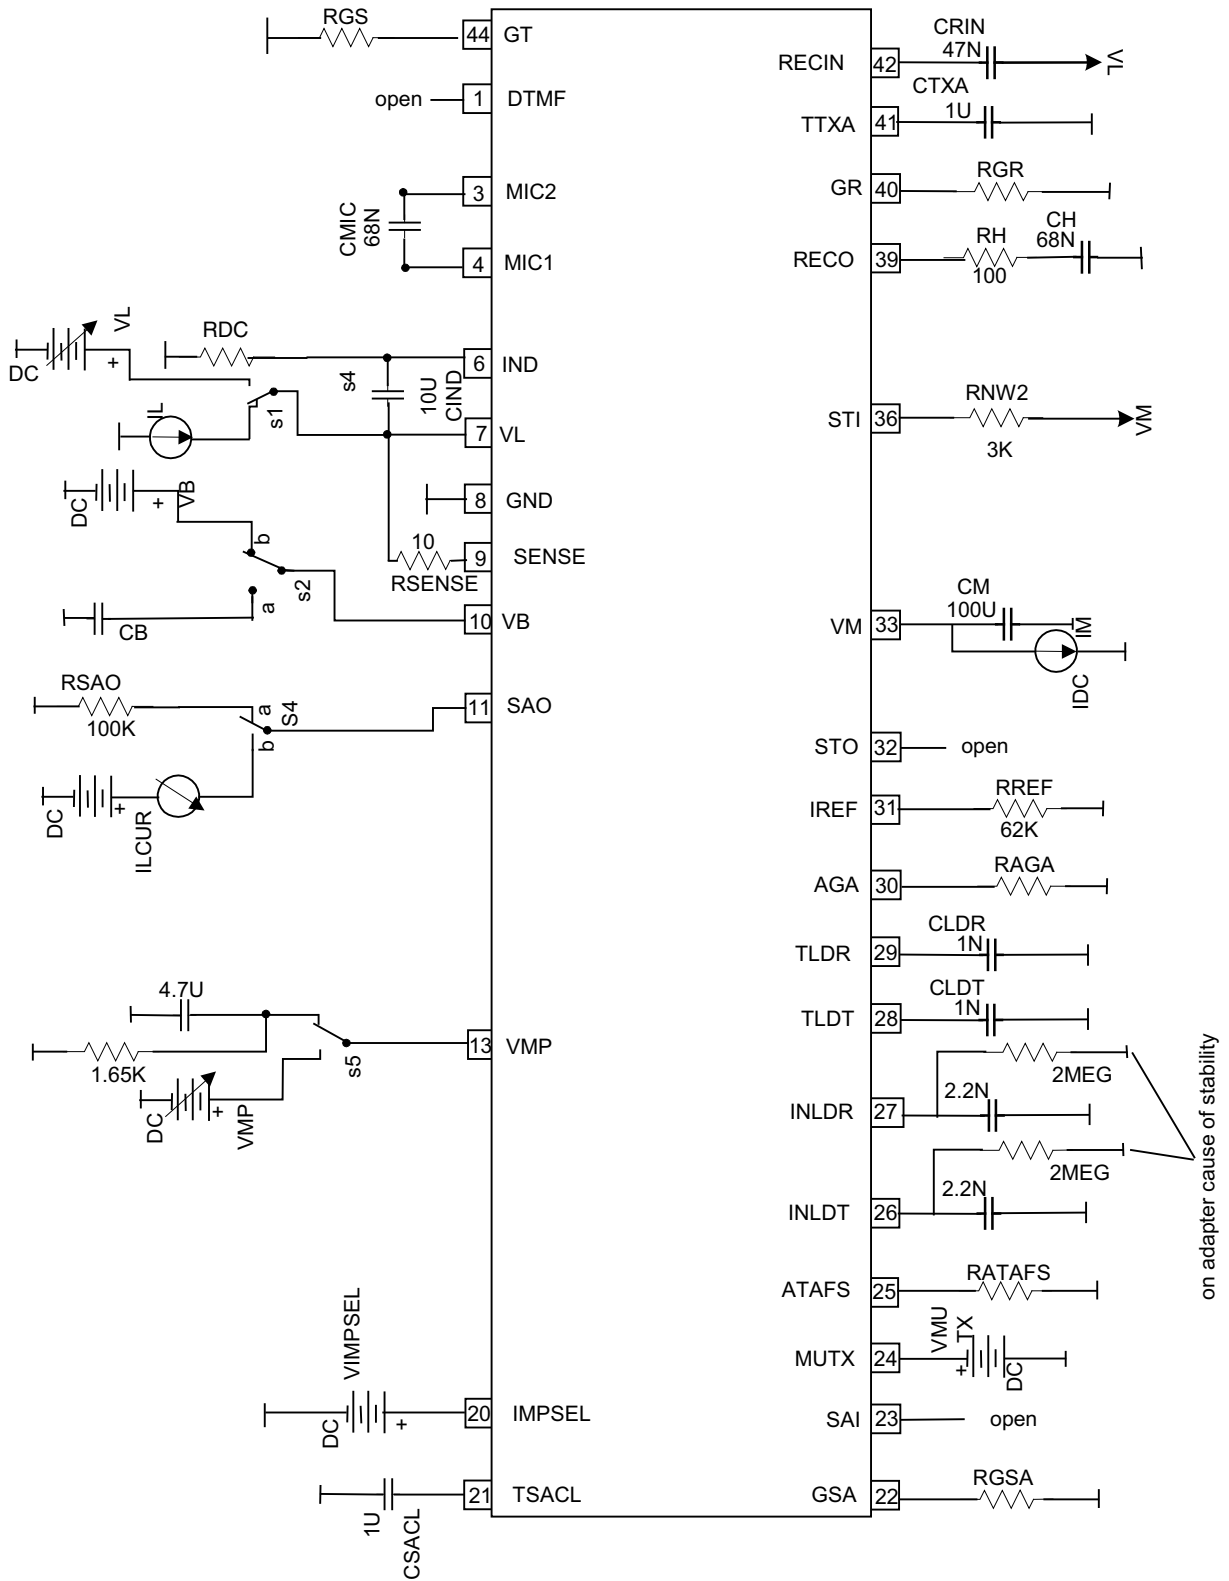 RGS
44 GT
open
1 DTMF
3 MIC2
CMIC
68N
4 MIC1
VL
DC
+
RDC
6 IND
s4
10U
CIND
IL
s1
7 VL
DC
+
VB
8 GND
b
s2
a
10
RSENSE
9 SENSE
CB
10 VB
RSAO
100K
a
S4
b
11 SAO
DC
+
ILCUR
4.7U
1.65K
s5
13 VMP
DC
+
VMP
VIMPSEL
DC
+
20 IMPSEL
1U
CSACL
21 TSACL
RECIN 42
CRIN
47N
VL
TTXA 41
CTXA
1U
GR 40
RGR
RECO 39
RH
100
CH
68N
STI 36
RNW2
3K
VM
VM 33
CM
100U
IM
IDC
STO 32
open
IREF 31
RREF
62K
AGA 30
RAGA
TLDR 29
CLDR
1N
TLDT 28
CLDT
1N
2MEG
INLDR 27
2.2N
2MEG
INLDT 26
2.2N
on adapter cause of stability
ATAFS 25
RATAFS
MUTX 24
VMU
TX
+
DC
SAI 23
open
GSA 22
RGSA